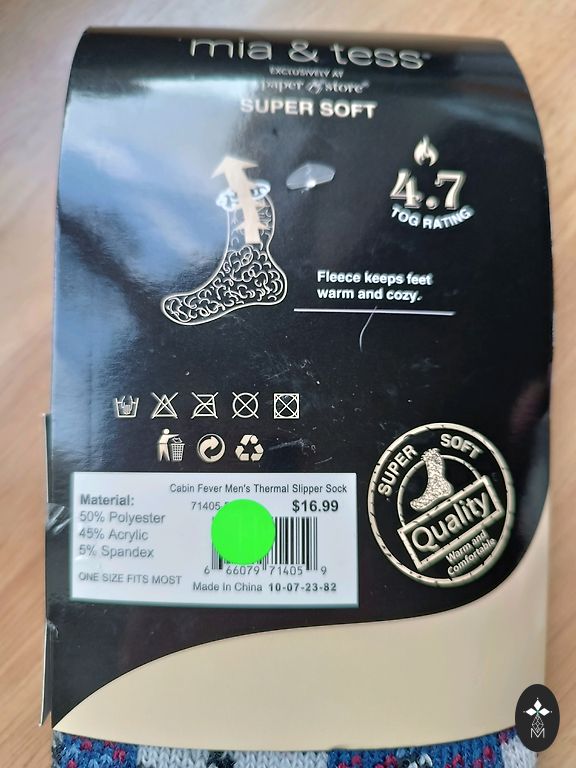 mia & tess
EXCLUSIVELY AT
paper store
SUPER SOFT
4.7
TOG RATING
Fleece keeps feet
warm and cozy.
SUPER SOFT
Quality
Warm and
Comfortable
Cabin Fever Men's Thermal Slipper Sock
71405
$16.99
Material:
50% Polyester
45% Acrylic
5% Spandex
6 66079 71405 9
ONE SIZE FITS MOST
Made In China 10-07-23-82
M